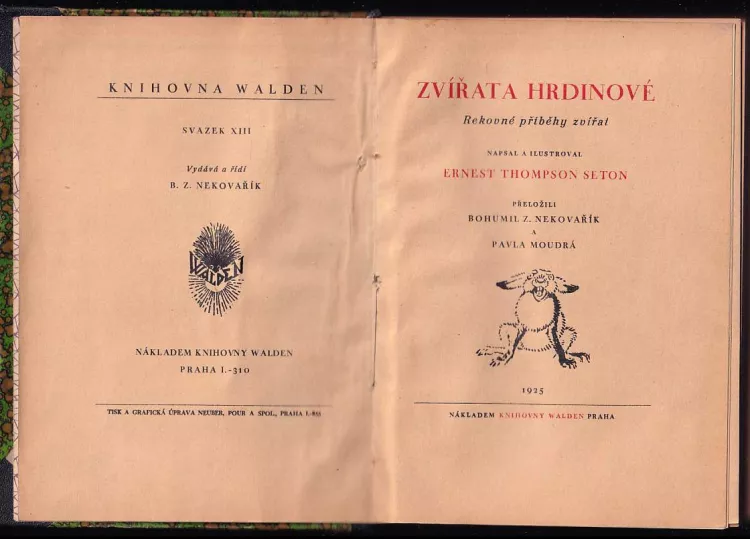 KNIHOVNA WALDEN
SVAZEK XIII
Vydává a řídí
B. Z. NEKOVAŘÍK
WALDEN
NÁKLADEM KNIHOVNY WALDEN
PRAHA I.-310
TISK A GRAFICKÁ ÚPRAVA NEUBER, POUR A SPOL., PRAHA I.-855
ZVÍŘATA HRDINOVÉ
Rekovné příběhy zvířat
NAPSAL A ILUSTROVAL
ERNEST THOMPSON SETON
PŘELOŽILI
BOHUMIL Z. NEKOVAŘÍK
A
PAVLA MOUDRÁ
1925
NÁKLADEM KNIHOVNY WALDEN PRAHA